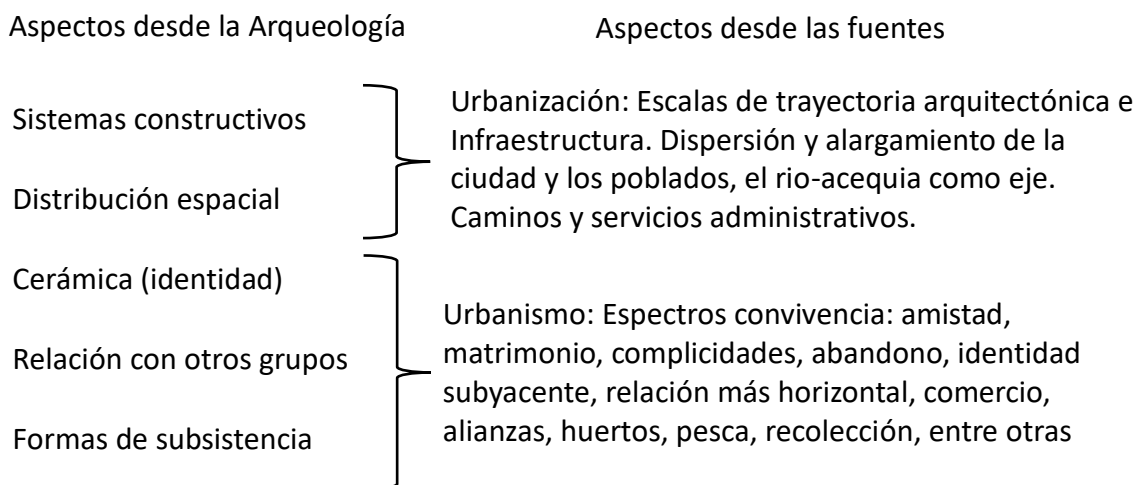 Aspectos desde la Arqueología
Aspectos desde las fuentes
Sistemas constructivos
Distribución espacial
Urbanización: Escalas de trayectoria arquitectónica e
Infraestructura. Dispersión y alargamiento de la
ciudad y los poblados, el rio-acequia como eje.
Caminos y servicios administrativos.
Cerámica (identidad)
Relación con otros grupos
Formas de subsistencia
Urbanismo: Espectros convivencia: amistad,
matrimonio, complicidades, abandono, identidad
subyacente, relación más horizontal, comercio,
alianzas, huertos, pesca, recolección, entre otras